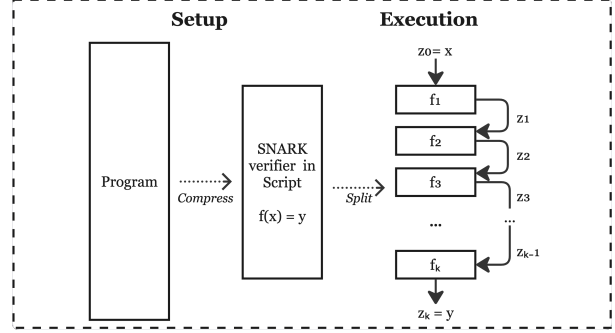 Setup
Execution
Program
Compress
SNARK
verifier in
Script
f(x) = y
Split
z₀= x
f₁
z₁
f₂
z₂
f₃
z₃
...
...
zₖ₋₁
fₖ
zₖ = y